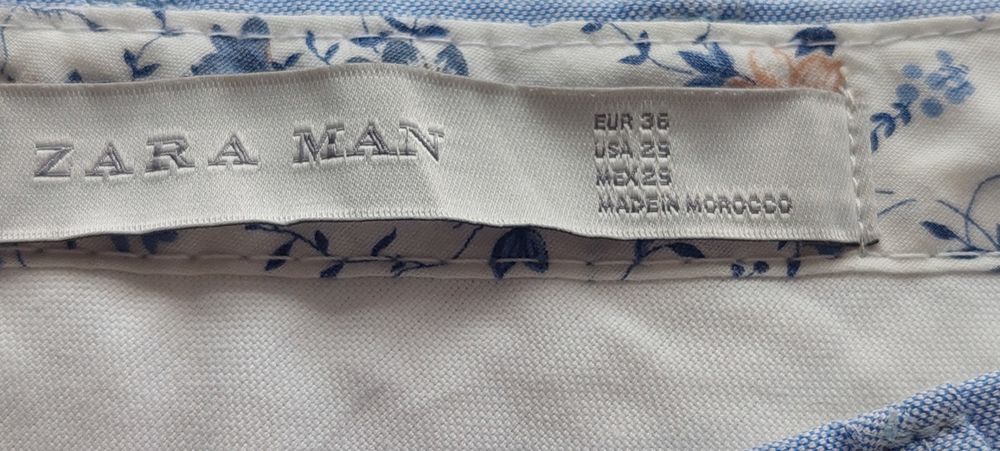 ZARA MAN
EUR 36
USA 29
MEX 29
MADE IN MOROCCO